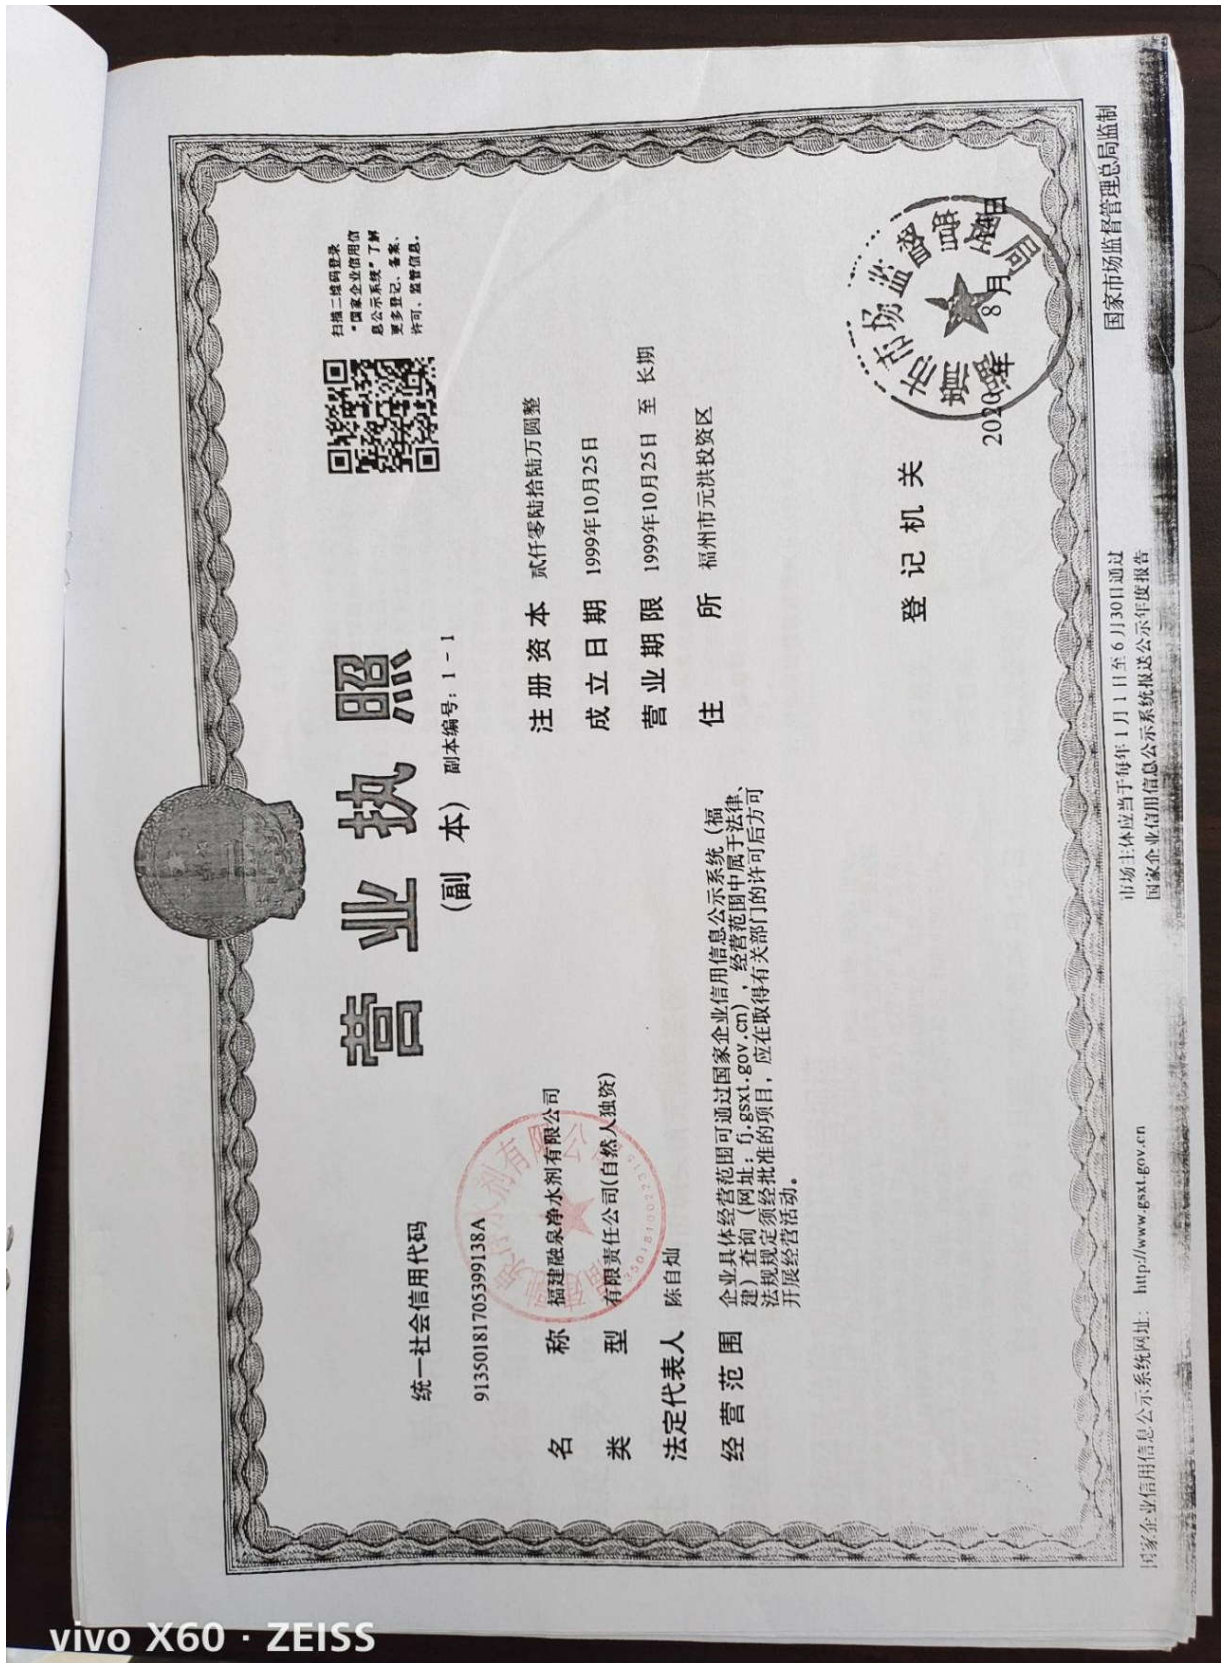 营业执照
(副 本) 副本编号：1-1
统一社会信用代码
91350181705399138A
扫描二维码登录
“国家企业信用信
息公示系统”了解
更多登记、备案、
许可、监管信息。
名 称 福建融泉净水剂有限公司
类 型 有限责任公司(自然人独资)
法定代表人 陈自灿
经营范围 企业具体经营范围可通过国家企业信用信息公示系统（福
建）查询（网址：fj.gsxt.gov.cn），经营范围中属于法律、
法规规定须经批准的项目，应在取得有关部门的许可后方可
开展经营活动。
注册资本 贰仟零陆拾陆万圆整
成立日期 1999年10月25日
营业期限 1999年10月25日 至 长期
住 所 福州市元洪投资区
登记机关
福清市市场监督管理局
2020年 8月
国家企业信用信息公示系统网址： http://www.gsxt.gov.cn
市场主体应当于每年1月1日至6月30日通过
国家企业信用信息公示系统报送公示年度报告
国家市场监督管理总局监制
vivo X60 · ZEISS